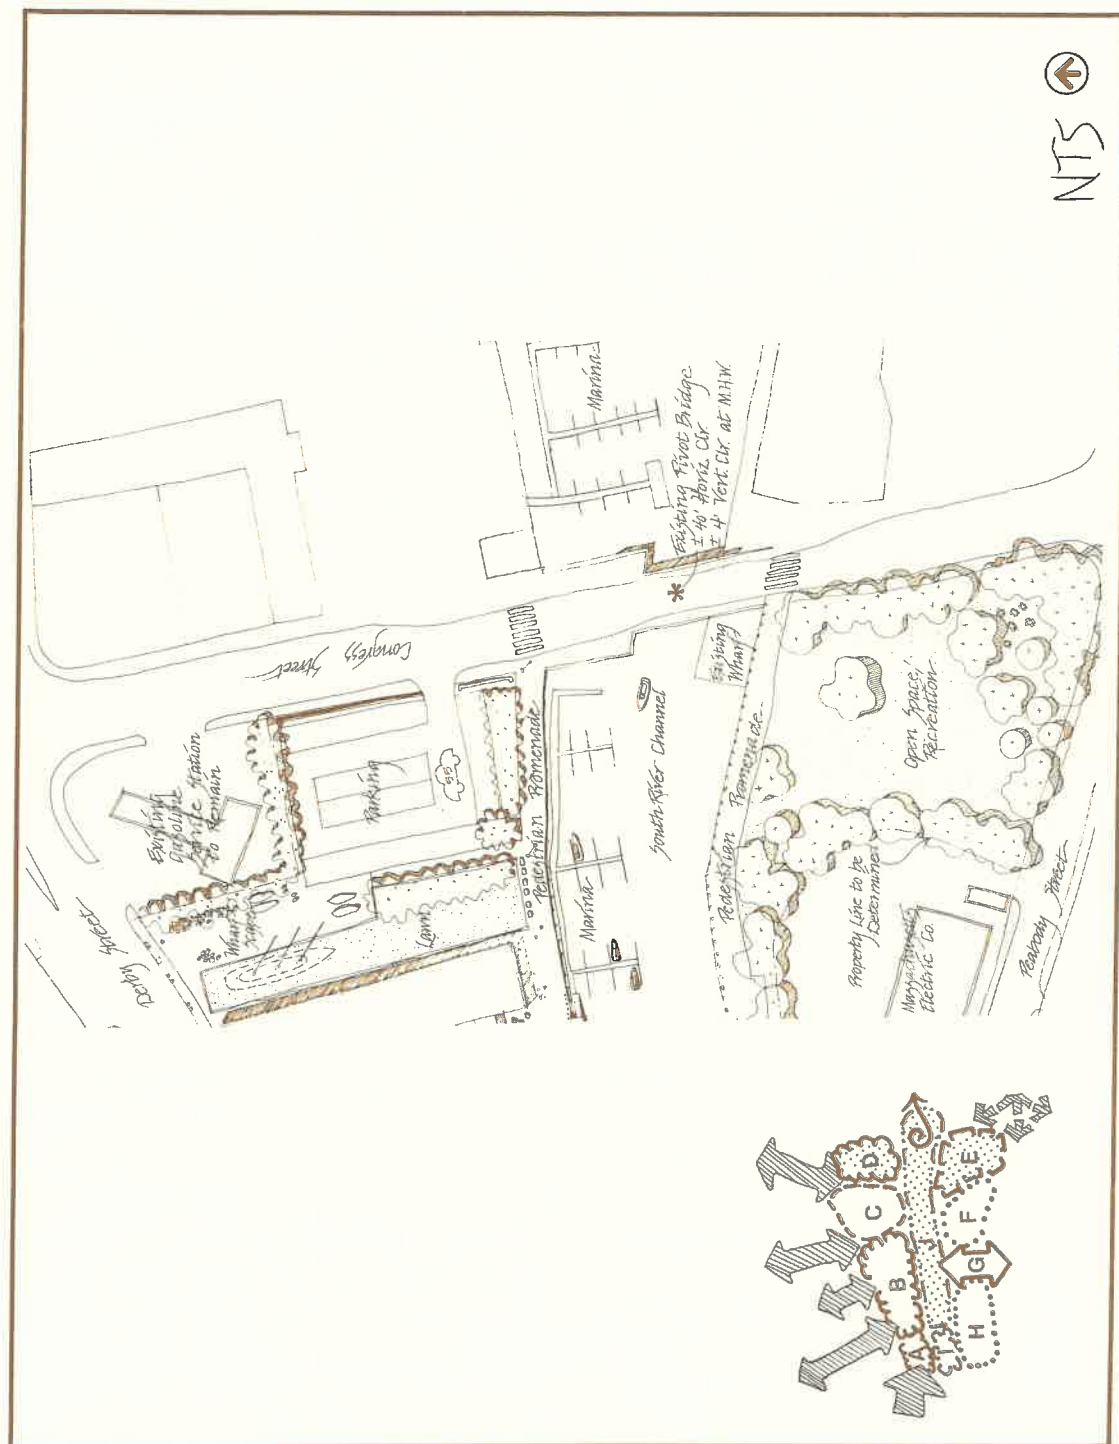 NTS
Marina
Existing Pivot Bridge
± 40' Horiz. Clr.
± 4' Vert. Clr. at M.H.W.
Congress
Street
Existing
Gasoline
Service Station
to Remain
Parking
55
Pedestrian Promenade
Existing
Wharf
South River Channel
Marina
Derby Street
Wharf
Lawn
Pedestrian Promenade
Open Space/
Recreation
Property Line to be
Determined
Massachusetts
Electric Co.
Peabody Street
A
B
C
D
E
F
G
H
I